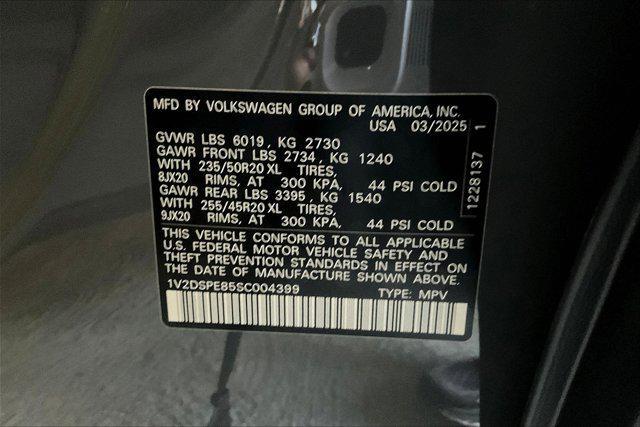 MFD BY VOLKSWAGEN GROUP OF AMERICA, INC.
USA 03/2025
GVWR LBS 6019, KG 2730
GAWR FRONT LBS 2734, KG 1240
WITH 235/50R20 XL TIRES,
8JX20 RIMS, AT 300 KPA, 44 PSI COLD
GAWR REAR LBS 3395, KG 1540
WITH 255/45R20 XL TIRES,
9JX20 RIMS, AT 300 KPA, 44 PSI COLD
THIS VEHICLE CONFORMS TO ALL APPLICABLE
U.S. FEDERAL MOTOR VEHICLE SAFETY AND
THEFT PREVENTION STANDARDS IN EFFECT ON
THE DATE OF MANUFACTURE SHOWN ABOVE.
1V2DSPE85SC004399 TYPE: MPV
1228137 1